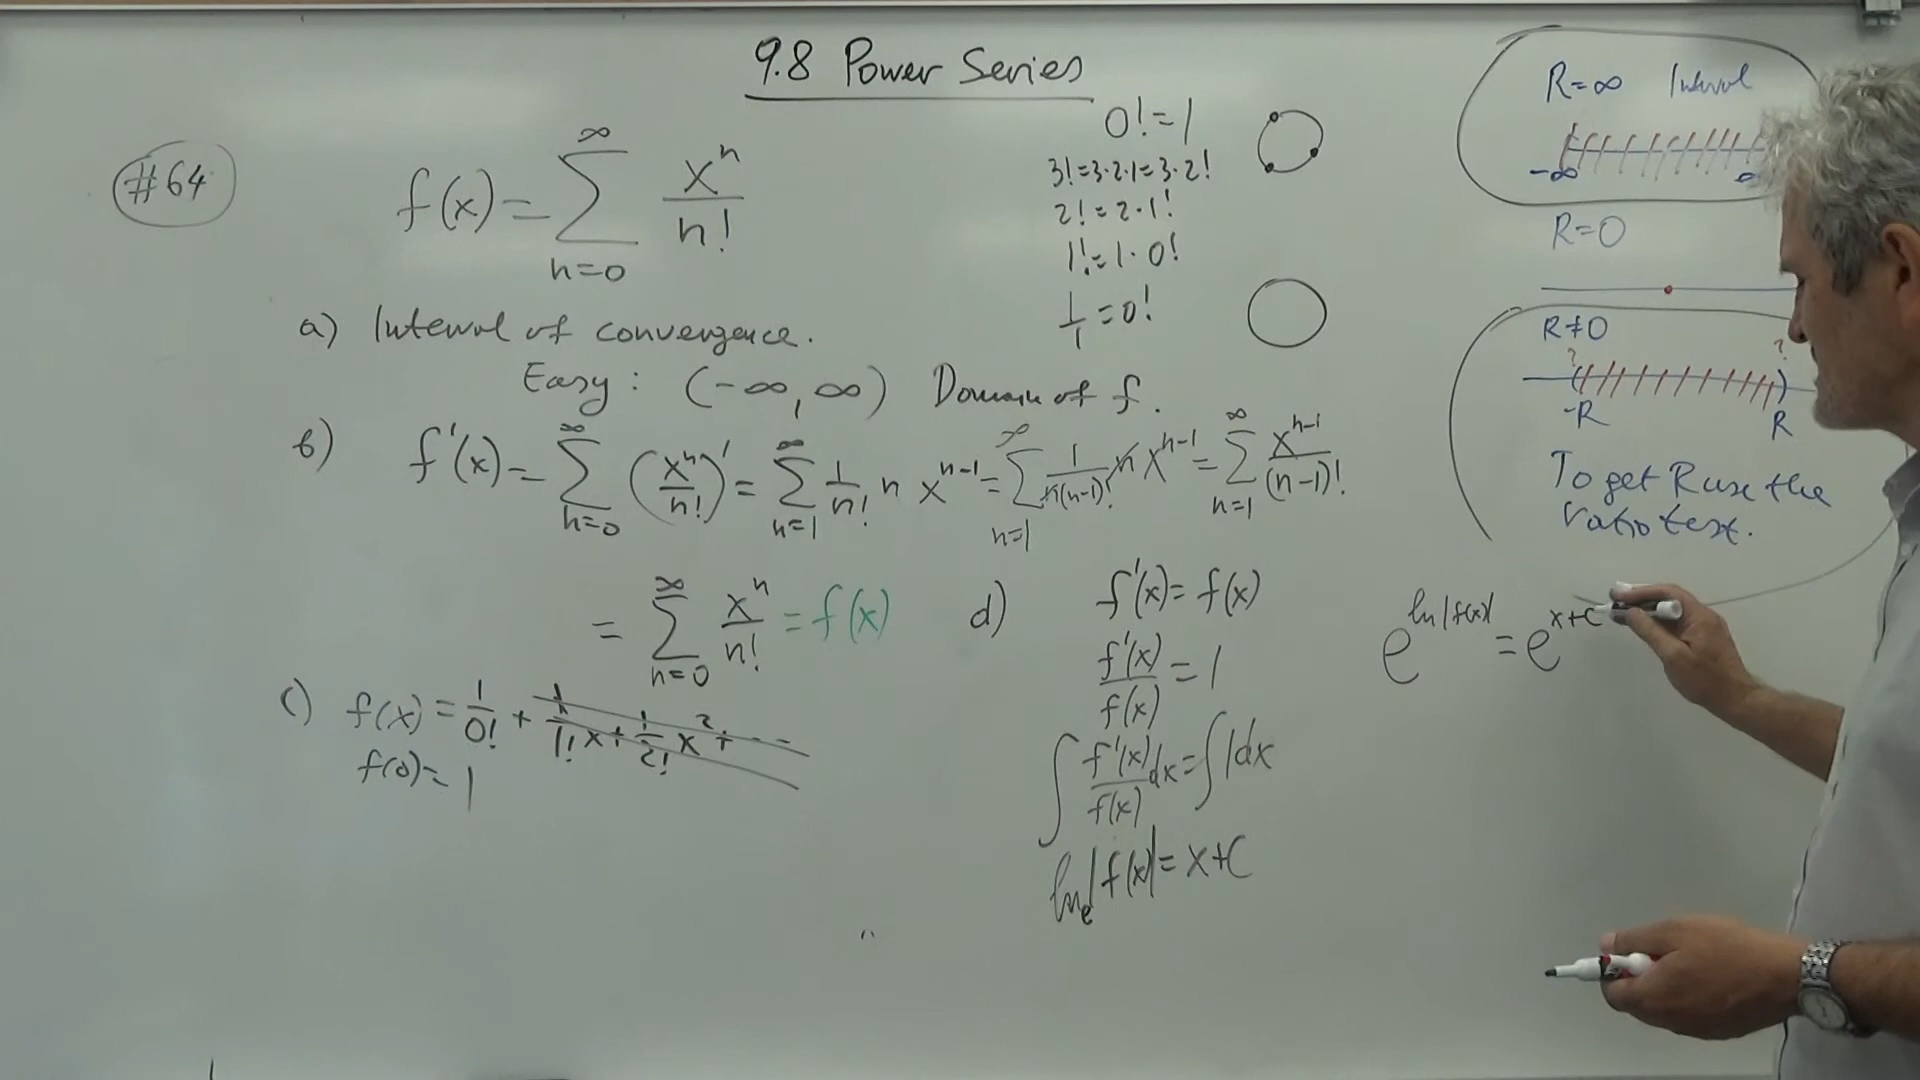 9.8 Power Series
#64
f(x) = ∑_{n=0}^{∞} x^n / n!
0! = 1
3! = 3·2·1 = 3·2!
2! = 2·1!
1! = 1·0!
1/1 = 0!
a) Interval of convergence.
Easy: (-∞, ∞) Domain of f.
b) f'(x) = ∑_{n=0}^{∞} (x^n / n!)' = ∑_{n=1}^{∞} 1/n! n x^{n-1} = ∑_{n=1}^{∞} 1/(n(n-1)!) n x^{n-1} = ∑_{n=1}^{∞} x^{n-1} / (n-1)!
= ∑_{n=0}^{∞} x^n / n! = f(x)
c) f(x) = 1/0! + 1/1! x + 1/2! x^2 + ---
f(0) = 1
d) f'(x) = f(x)
f'(x)/f(x) = 1
∫ f'(x)/f(x) dx = ∫ 1 dx
ln_e |f(x)| = x+C
e^{ln|f(x)|} = e^{x+C}
R=∞ Interval
-∞ ∞
R=0
R≠0
? ?
-R R
To get R use the
ratio test.